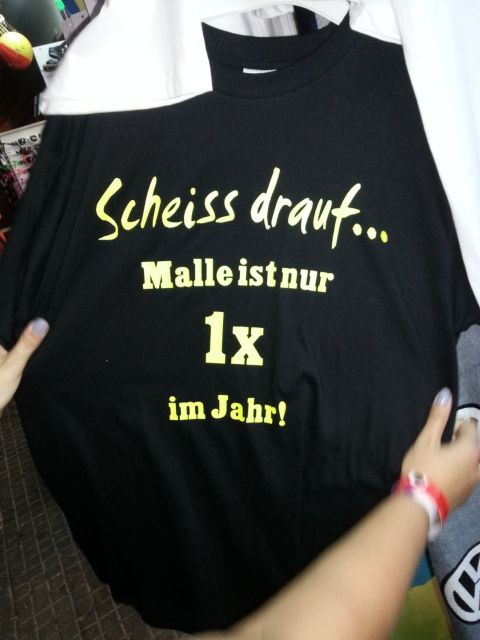 Scheiss drauf...
Malle ist nur
1x
im Jahr!